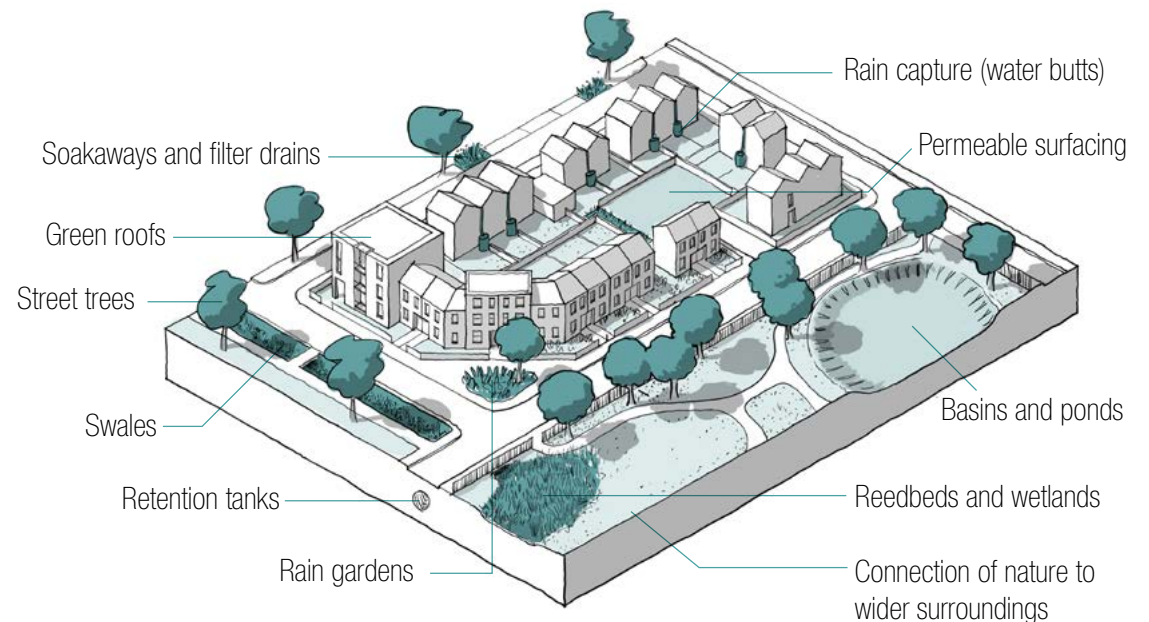 Rain capture (water butts)
Permeable surfacing
Soakaways and filter drains
Green roofs
Street trees
Swales
Basins and ponds
Retention tanks
Reedbeds and wetlands
Rain gardens
Connection of nature to
wider surroundings